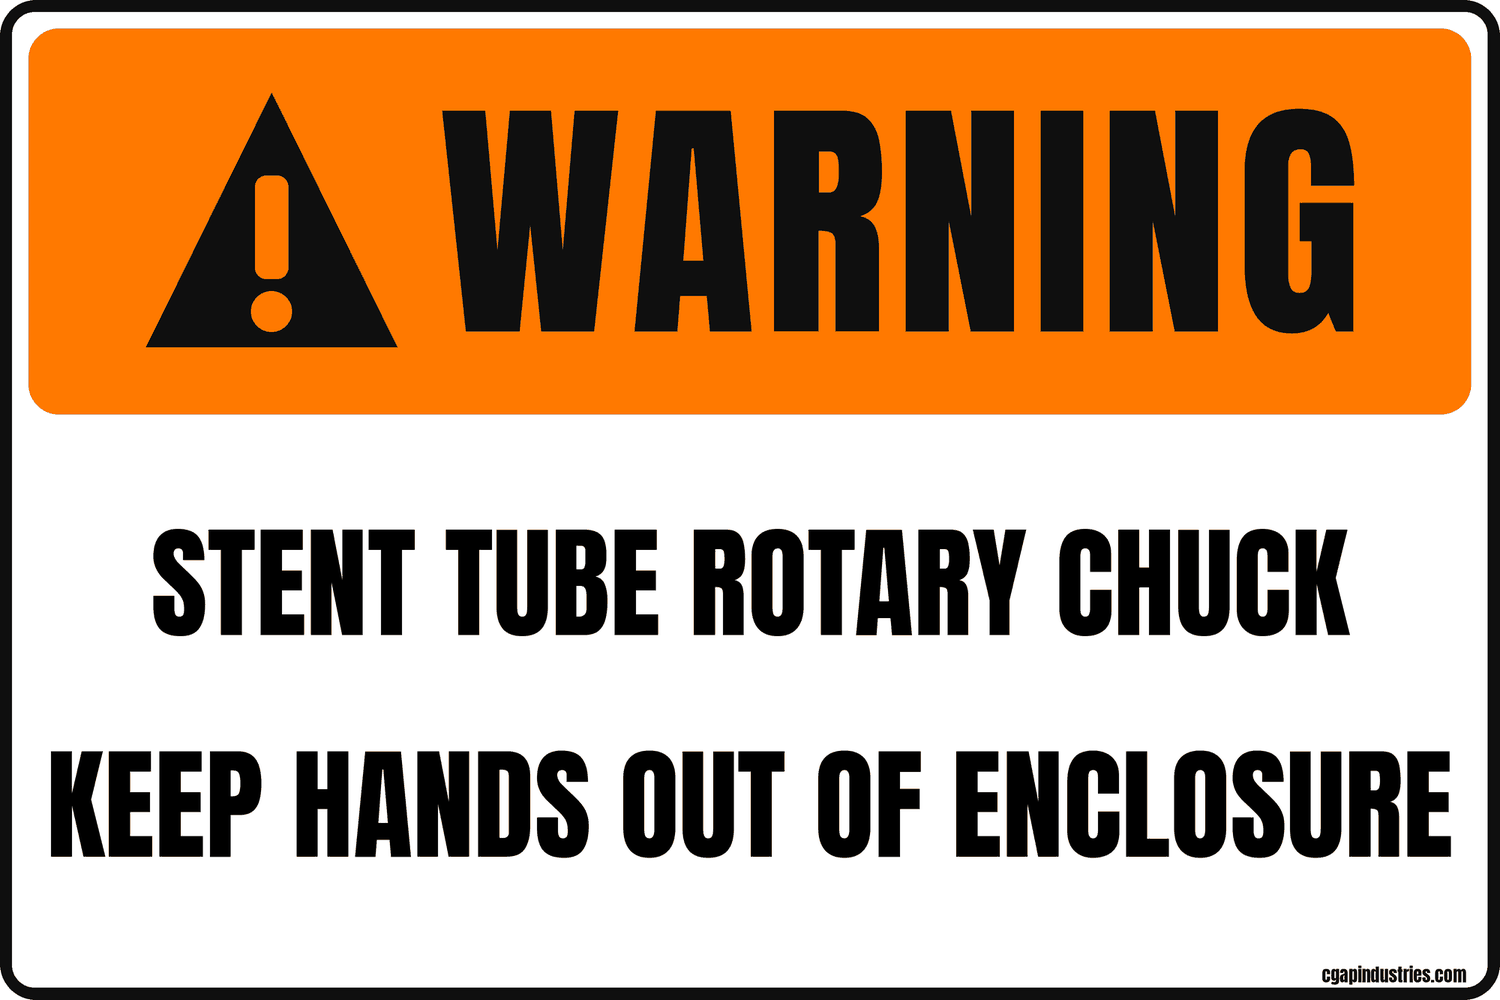 WARNING
STENT TUBE ROTARY CHUCK
KEEP HANDS OUT OF ENCLOSURE
cgapindustries.com